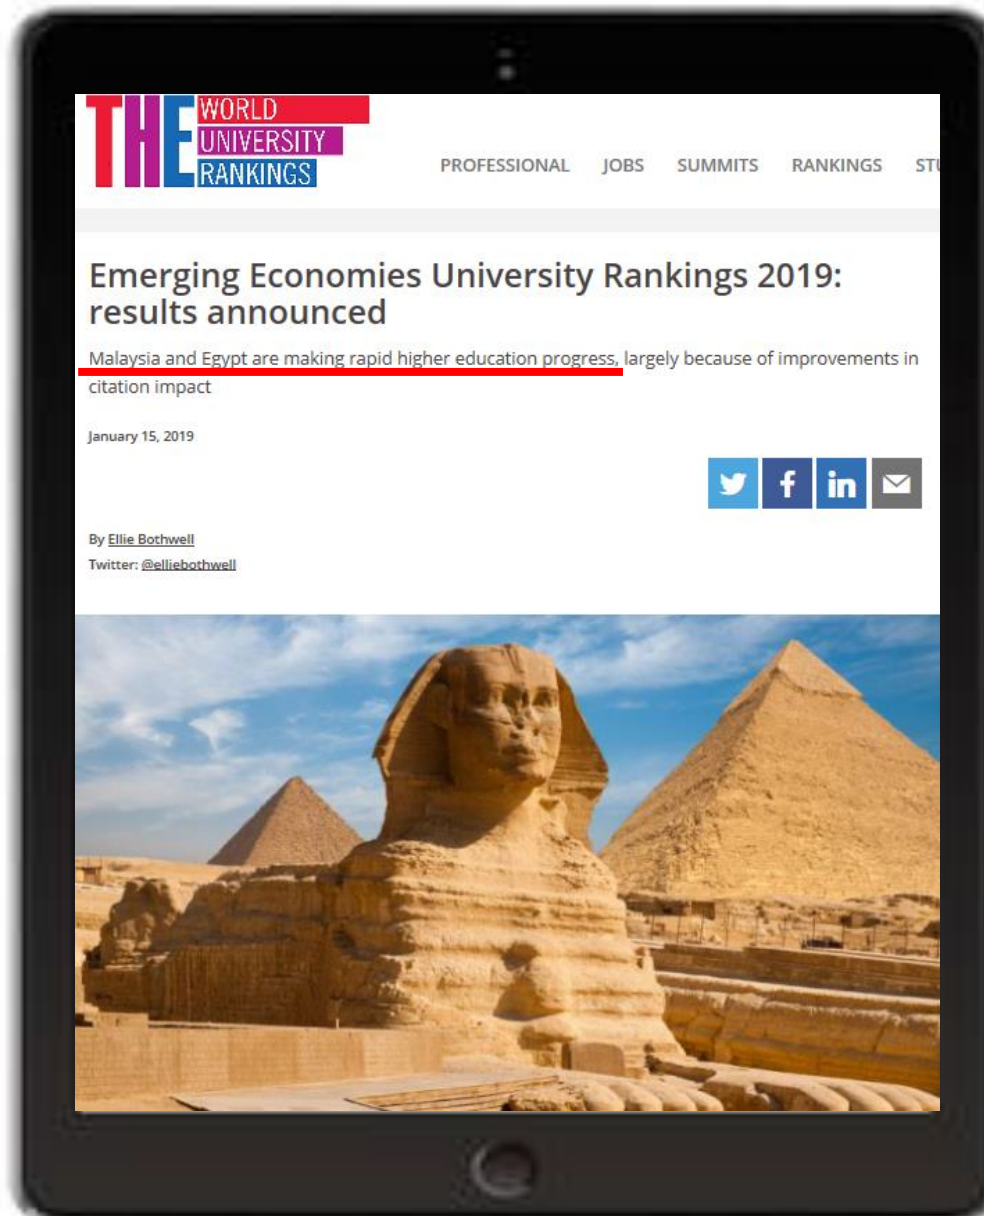 THE WORLD
UNIVERSITY
RANKINGS
PROFESSIONAL JOBS SUMMITS RANKINGS
Emerging Economies University Rankings 2019:
results announced
Malaysia and Egypt are making rapid higher education progress, largely because of improvements in
citation impact
January 15, 2019
f in
By Ellie Bothwell
Twitter: @elliebothwell